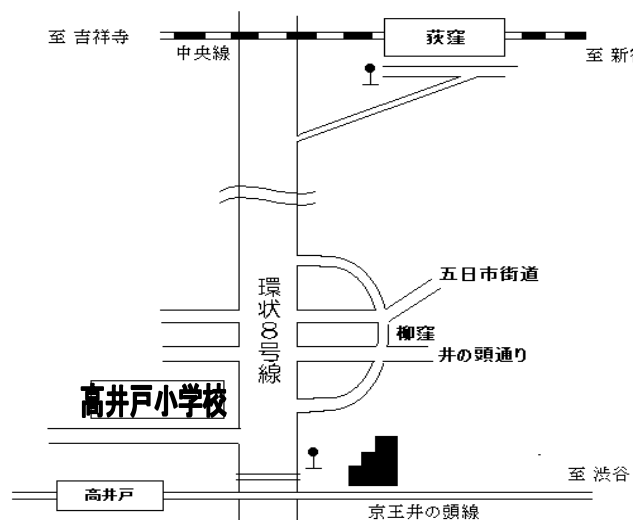 至 吉祥寺
中央線
荻窪
至 新宿
環状8号線
五日市街道
柳窪
井の頭通り
高井戸小学校
高井戸
至 渋谷
京王井の頭線